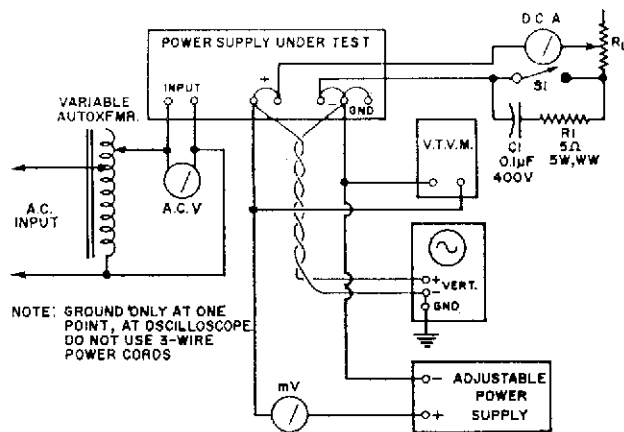 D C A
POWER SUPPLY UNDER TEST
RL
INPUT
+
-
GND
S1
VARIABLE
AUTOXFMR.
C1
0.1µF
400V
R1
5Ω
5W, WW
V.T.V.M.
A.C. V
A.C.
INPUT
+
VERT.
-
GND
NOTE: GROUND ONLY AT ONE
POINT, AT OSCILLOSCOPE
DO NOT USE 3-WIRE
POWER CORDS
mV
- ADJUSTABLE
POWER
+ SUPPLY